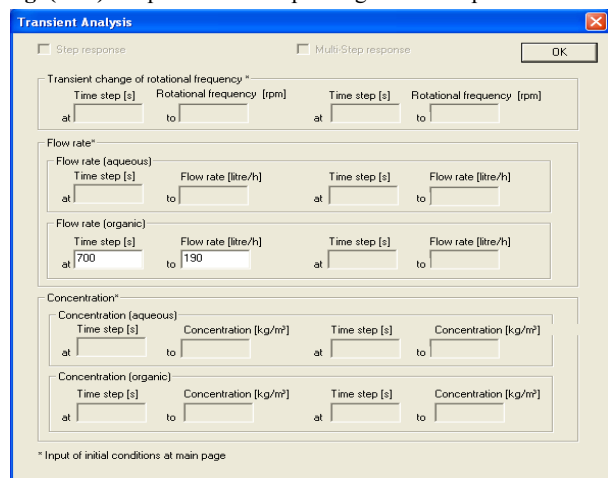 Transient Analysis
Step response Multi-Step response OK
Transient change of rotational frequency *
Time step [s] Rotational frequency [rpm] Time step [s] Rotational frequency [rpm]
at to at to
Flow rate*
Flow rate (aqueous)
Time step [s] Flow rate [litre/h] Time step [s] Flow rate [litre/h]
at to at to
Flow rate (organic)
Time step [s] Flow rate [litre/h] Time step [s] Flow rate [litre/h]
at 700 to 190 at to
Concentration*
Concentration (aqueous)
Time step [s] Concentration [kg/m³] Time step [s] Concentration [kg/m³]
at to at to
Concentration (organic)
Time step [s] Concentration [kg/m³] Time step [s] Concentration [kg/m³]
at to at to
* Input of initial conditions at main page